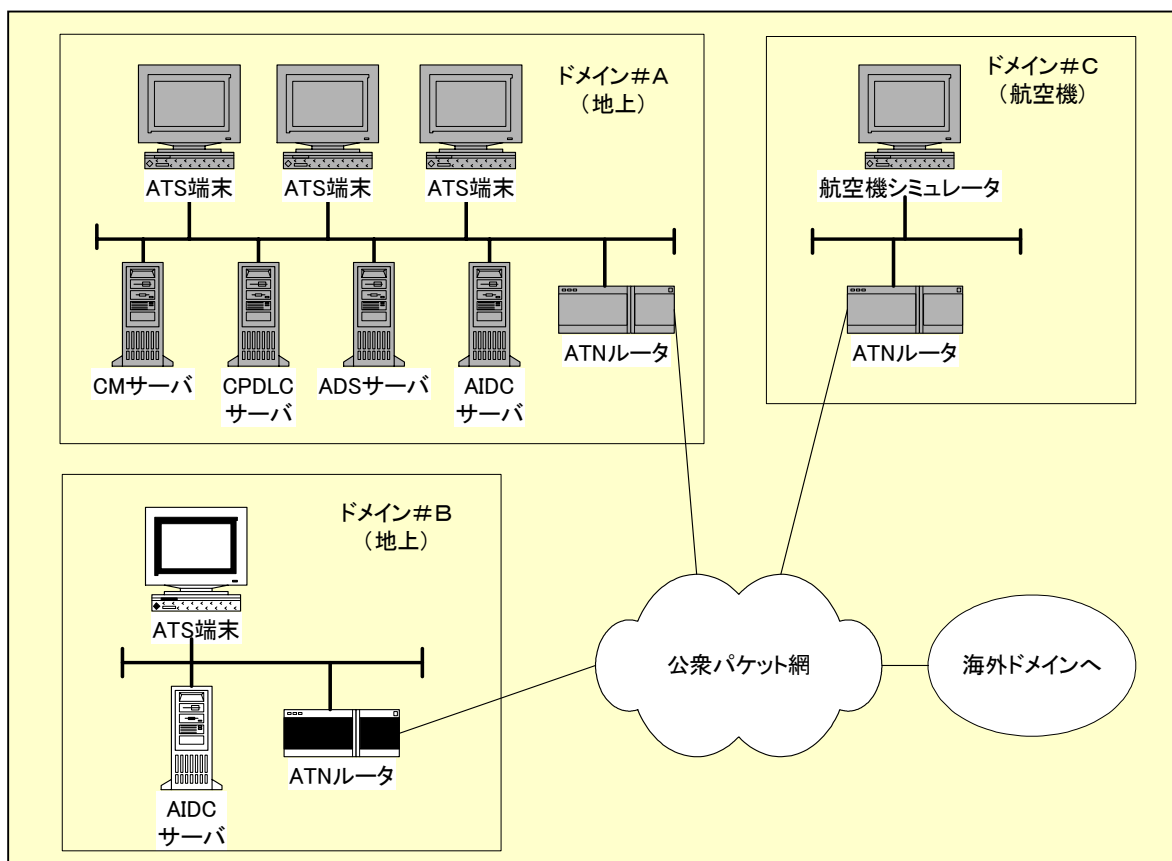 ドメイン＃A
（地上）
ATS端末
ATS端末
ATS端末
CMサーバ
CPDLC
サーバ
ADSサーバ
AIDC
サーバ
ATNルータ
ドメイン＃C
（航空機）
航空機シミュレータ
ATNルータ
ドメイン＃B
（地上）
ATS端末
AIDC
サーバ
ATNルータ
公衆パケット網
海外ドメインへ